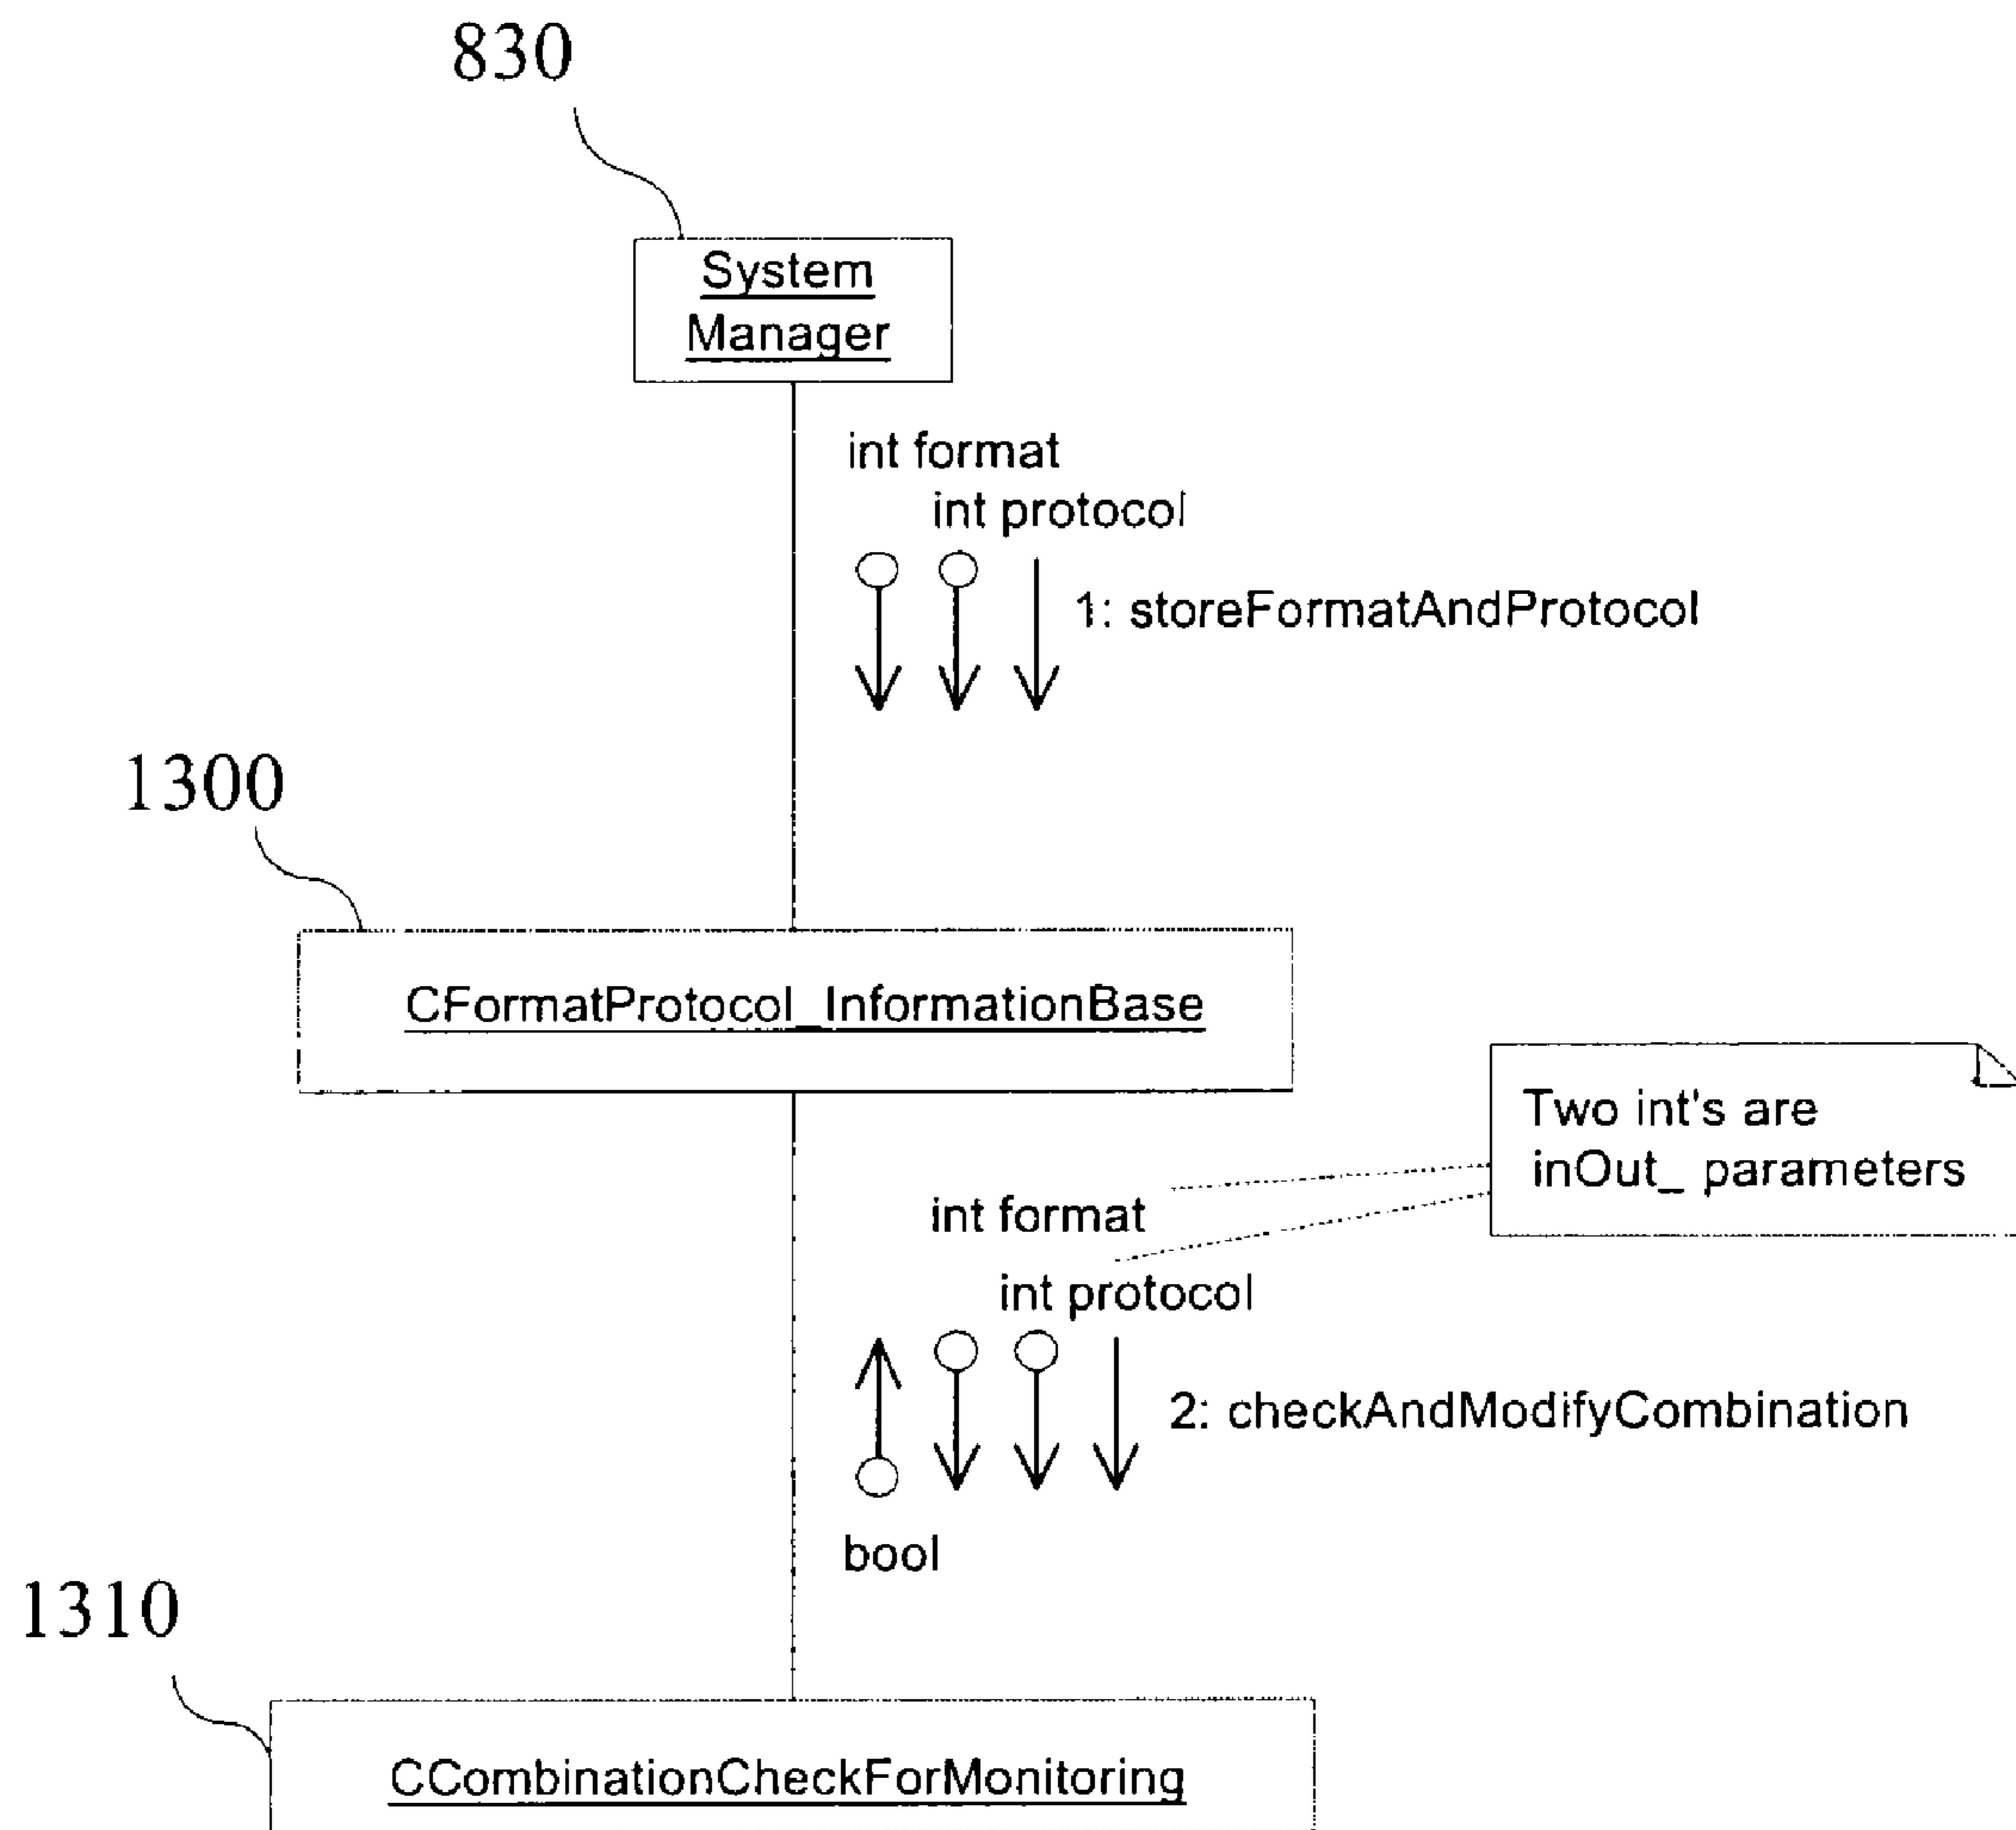 830
System
Manager
int format
int protocol
1: storeFormatAndProtocol
1300
CFormatProtocol_InformationBase
Two int's are
inOut_ parameters
int format
int protocol
2: checkAndModifyCombination
bool
1310
CCombinationCheckForMonitoring